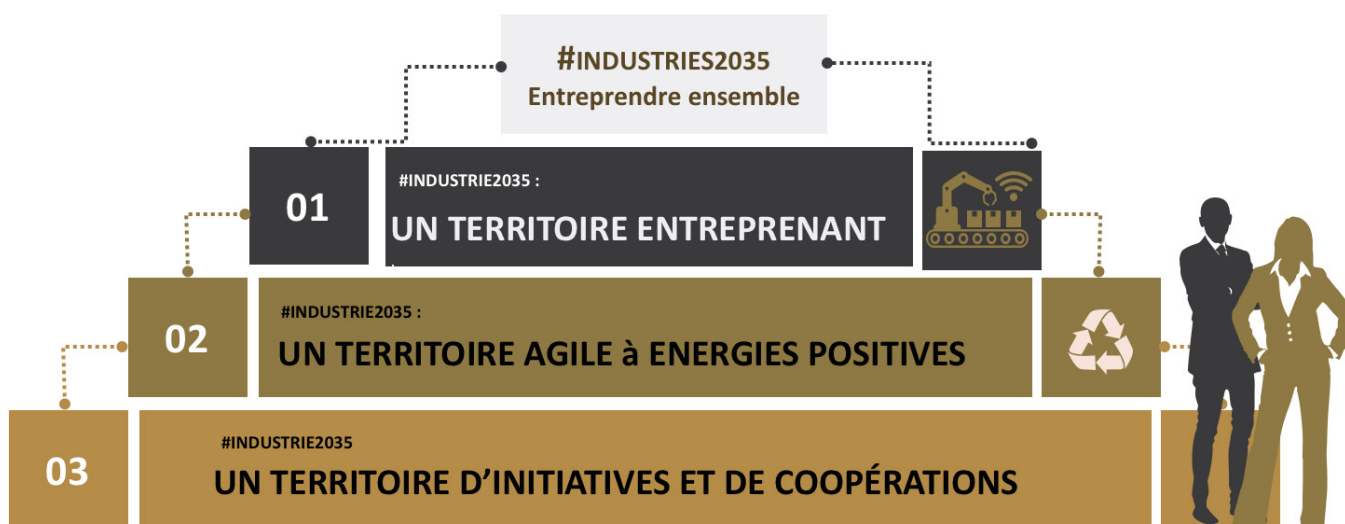 #INDUSTRIES2035
Entreprendre ensemble
01
#INDUSTRIE2035 :
UN TERRITOIRE ENTREPRENANT
02
#INDUSTRIE2035 :
UN TERRITOIRE AGILE à ENERGIES POSITIVES
03
#INDUSTRIE2035
UN TERRITOIRE D’INITIATIVES ET DE COOPÉRATIONS